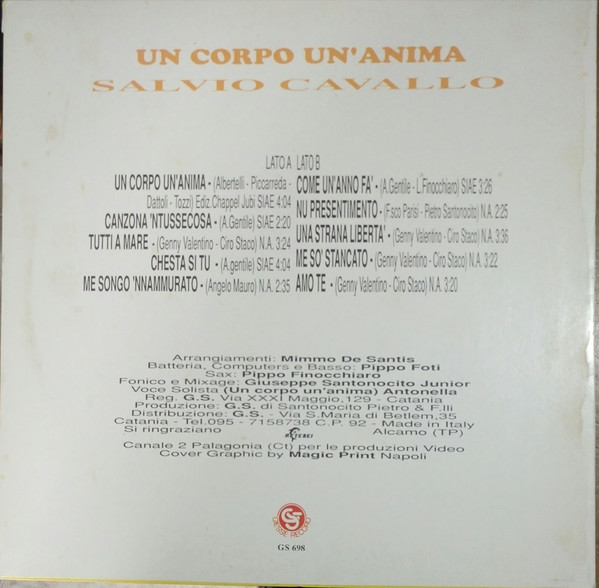 UN CORPO UN'ANIMA
SALVIO CAVALLO
LATO A
UN CORPO UN'ANIMA - (Albertelli - Piccarreda -
Dattoli - Tozzi) Ediz.Chappel Jubi SIAE 4:04
CANZONA 'NTUSSECOSA - (A.Gentile) SIAE 2:20
TUTTI A MARE - (Genny Valentino - Ciro Staco) N.A. 3:24
CHESTA SI TU - (A.gentile) SIAE 4:04
ME SONGO 'NNAMMURATO - (Angelo Mauro) N.A. 2:35
LATO B
COME UN'ANNO FA' - (A.Gentile - L.Finocchiaro) SIAE 3:26
NU PRESENTIMENTO - (F.sco Parisi - Pietro Santonocito) N.A. 2:25
UNA STRANA LIBERTA' - (Genny Valentino - Ciro Staco) N.A. 3:36
ME SO' STANCATO - (Genny Valentino - Ciro Staco) N.A. 3:22
AMO TE - (Genny Valentino - Ciro Staco) N.A. 3:20
Arrangiamenti: Mimmo De Santis
Batteria, Computers e Basso: Pippo Foti
Sax: Pippo Finocchiaro
Fonico e Mixage: Giuseppe Santonocito Junior
Voce Solista (Un corpo un'anima) Antonella
Reg. G.S. Via XXXI Maggio,129 - Catania
Produzione: G.S. di Santonocito Pietro & F.lli
Distribuzione: G.S. - Via S.Maria di Betlem,35
Catania - Tel.095 - 7158738 C.P. 92 - Made in Italy
Si ringraziano Alcamo (TP)
Canale 2 Palagonia (Ct) per le produzioni Video
Cover Graphic by Magic Print Napoli
GS
GIESSE RECORD
GS 698